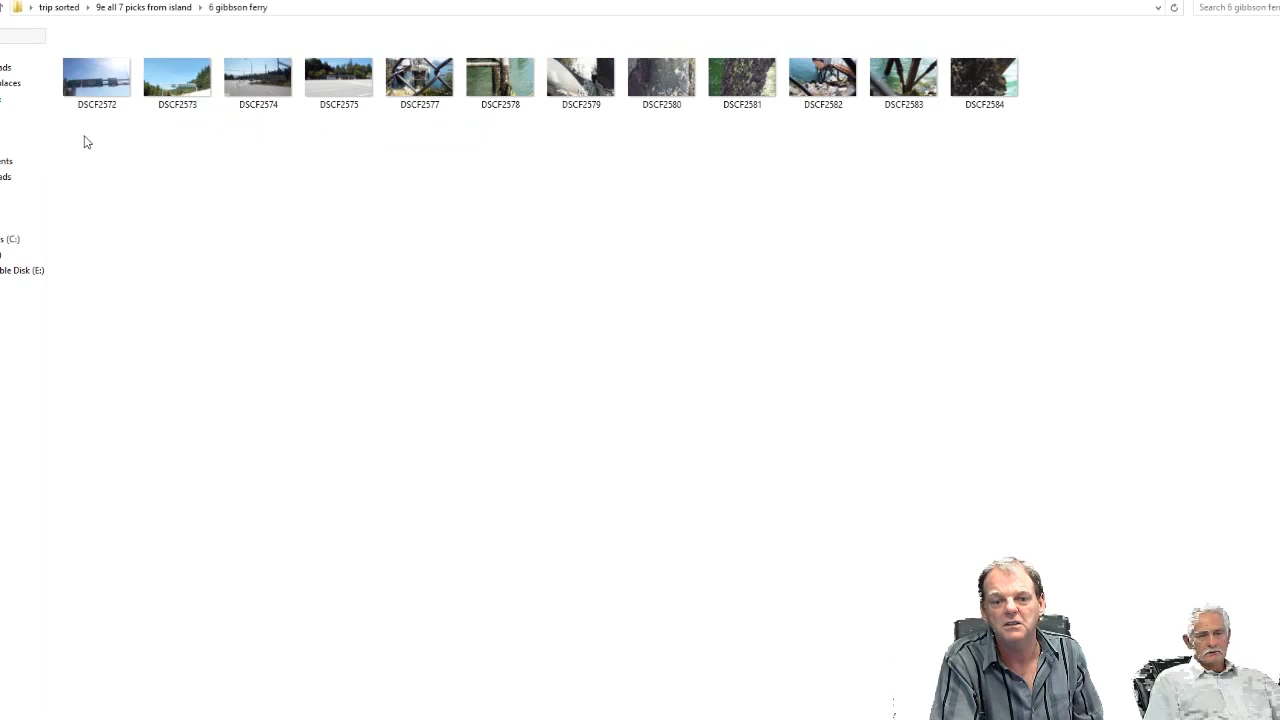 trip sorted > 9e all 7 picks from island > 6 gibbson ferry
Search 6 gibbson fer
ads
laces
DSCF2572 DSCF2573 DSCF2574 DSCF2575 DSCF2577 DSCF2578 DSCF2579 DSCF2580 DSCF2581 DSCF2582 DSCF2583 DSCF2584
ents
ads
s (C:)
ble Disk (E:)